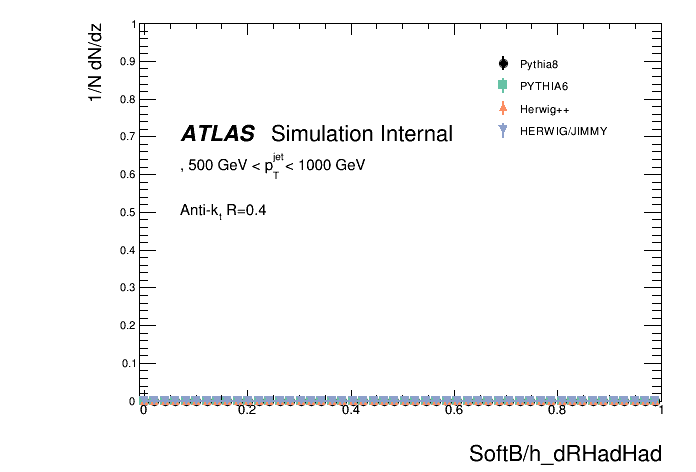 1/N dN/dz
1
0.9
0.8
0.7
0.6
0.5
0.4
0.3
0.2
0.1
0
Pythia8
PYTHIA6
Herwig++
HERWIG/JIMMY
ATLAS Simulation Internal
, 500 GeV < p_T^jet < 1000 GeV
Anti-k_t R=0.4
0 0.2 0.4 0.6 0.8 1
SoftB/h_dRHadHad